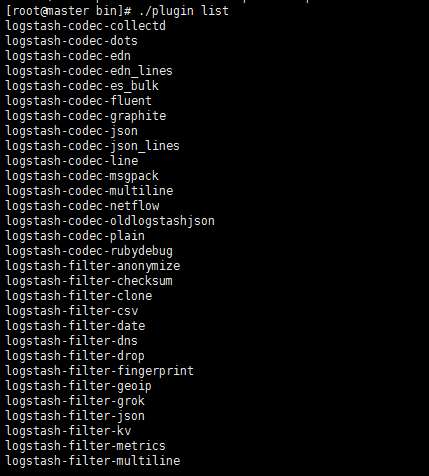 [root@master bin]# ./plugin list
logstash-codec-collectd
logstash-codec-dots
logstash-codec-edn
logstash-codec-edn_lines
logstash-codec-es_bulk
logstash-codec-fluent
logstash-codec-graphite
logstash-codec-json
logstash-codec-json_lines
logstash-codec-line
logstash-codec-msgpack
logstash-codec-multiline
logstash-codec-netflow
logstash-codec-oldlogstashjson
logstash-codec-plain
logstash-codec-rubydebug
logstash-filter-anonymize
logstash-filter-checksum
logstash-filter-clone
logstash-filter-csv
logstash-filter-date
logstash-filter-dns
logstash-filter-drop
logstash-filter-fingerprint
logstash-filter-geoip
logstash-filter-grok
logstash-filter-json
logstash-filter-kv
logstash-filter-metrics
logstash-filter-multiline